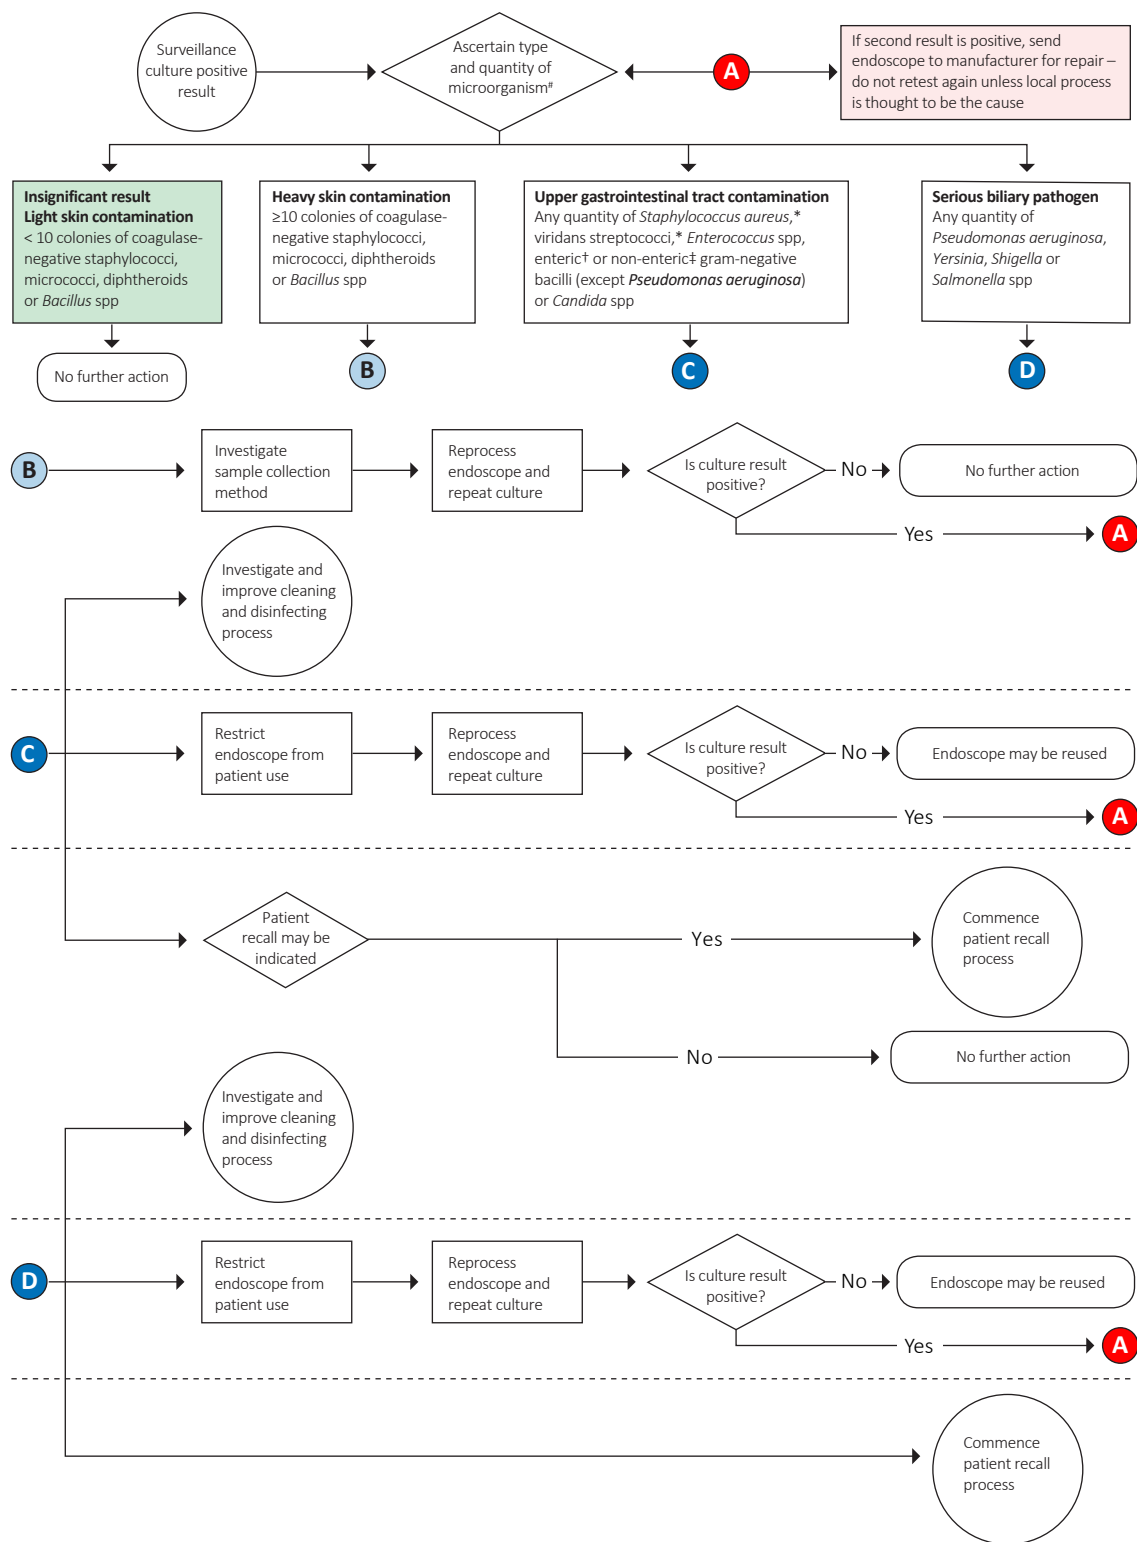 Surveillance
culture positive
result
Ascertain type
and quantity of
microorganism#
A
If second result is positive, send
endoscope to manufacturer for repair –
do not retest again unless local process
is thought to be the cause
Insignificant result
Light skin contamination
< 10 colonies of coagulase-
negative staphylococci,
micrococci, diphtheroids
or Bacillus spp
Heavy skin contamination
≥10 colonies of coagulase-
negative staphylococci,
micrococci, diphtheroids
or Bacillus spp
Upper gastrointestinal tract contamination
Any quantity of Staphylococcus aureus,*
viridans streptococci,* Enterococcus spp,
enteric† or non-enteric‡ gram-negative
bacilli (except Pseudomonas aeruginosa)
or Candida spp
Serious biliary pathogen
Any quantity of
Pseudomonas aeruginosa,
Yersinia, Shigella or
Salmonella spp
No further action
B
C
D
B
Investigate
sample collection
method
Reprocess
endoscope and
repeat culture
Is culture result
positive?
No
No further action
Yes
A
Investigate and
improve cleaning
and disinfecting
process
C
Restrict
endoscope from
patient use
Reprocess
endoscope and
repeat culture
Is culture result
positive?
No
Endoscope may be reused
Yes
A
Patient
recall may be
indicated
Yes
Commence
patient recall
process
No
No further action
Investigate and
improve cleaning
and disinfecting
process
D
Restrict
endoscope from
patient use
Reprocess
endoscope and
repeat culture
Is culture result
positive?
No
Endoscope may be reused
Yes
A
Commence
patient recall
process